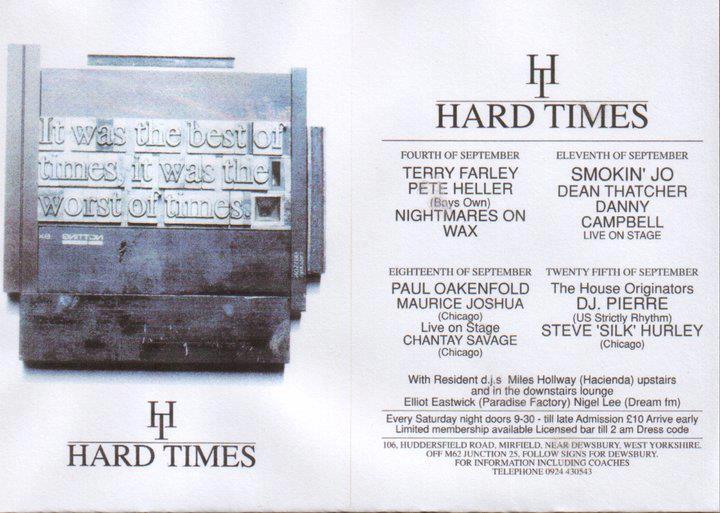 It was the best of
times, it was the
worst of times.
HT
HARD TIMES
HT
HARD TIMES
FOURTH OF SEPTEMBER
TERRY FARLEY
PETE HELLER
(Boys Own)
NIGHTMARES ON
WAX
ELEVENTH OF SEPTEMBER
SMOKIN' JO
DEAN THATCHER
DANNY
CAMPBELL
LIVE ON STAGE
EIGHTEENTH OF SEPTEMBER
PAUL OAKENFOLD
MAURICE JOSHUA
(Chicago)
Live on Stage
CHANTAY SAVAGE
(Chicago)
TWENTY FIFTH OF SEPTEMBER
The House Originators
D.J. PIERRE
(US Strictly Rhythm)
STEVE 'SILK' HURLEY
(Chicago)
With Resident d.j.s Miles Hollway (Hacienda) upstairs
and in the downstairs lounge
Elliot Eastwick (Paradise Factory) Nigel Lee (Dream fm)
Every Saturday night doors 9-30 - till late Admission £10 Arrive early
Limited membership available Licensed bar till 2 am Dress code
106, HUDDERSFIELD ROAD, MIRFIELD, NEAR DEWSBURY, WEST YORKSHIRE.
OFF M62 JUNCTION 25, FOLLOW SIGNS FOR DEWSBURY.
FOR INFORMATION INCLUDING COACHES
TELEPHONE 0924 430543